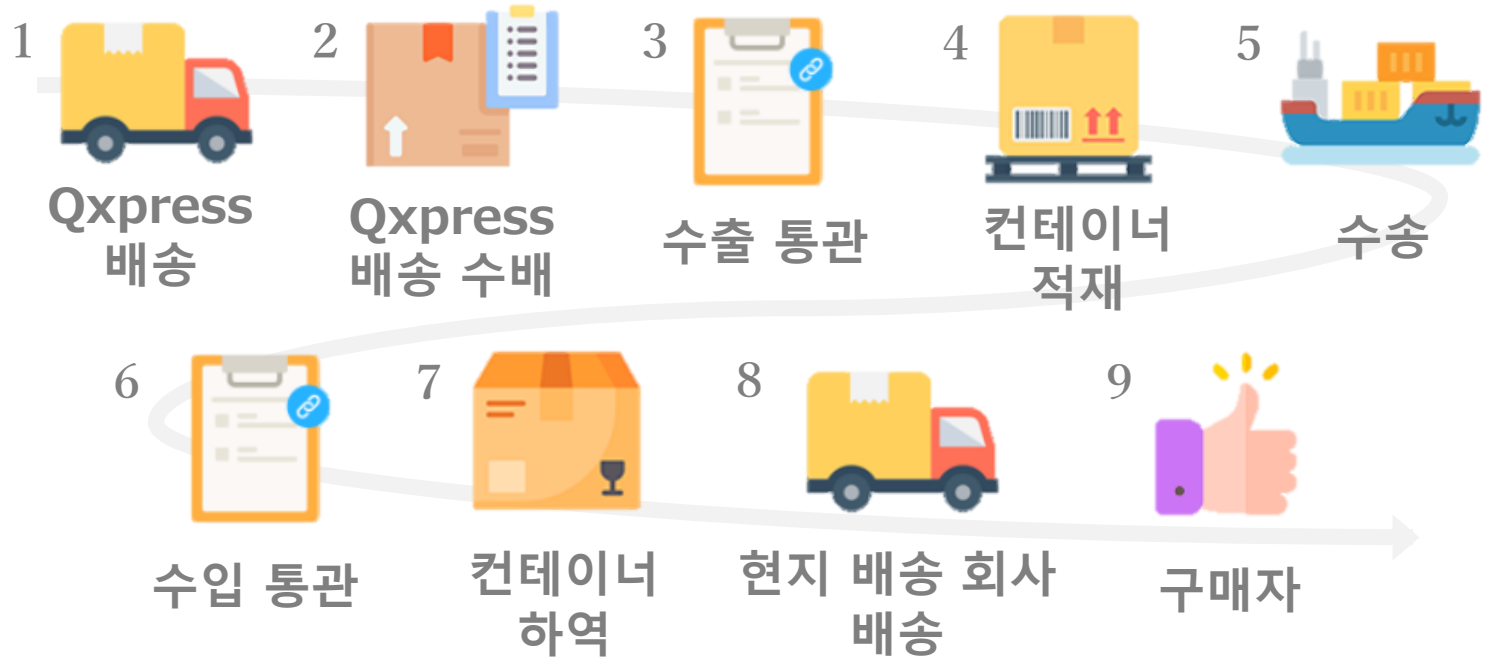 1
Qxpress
배송
2
Qxpress
배송 수배
3
수출 통관
4
컨테이너
적재
5
수송
6
수입 통관
7
컨테이너
하역
8
현지 배송 회사
배송
9
구매자